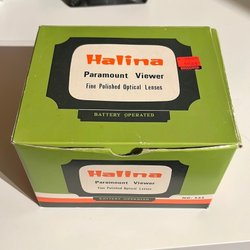 Halina
Paramount Viewer
Fine Polished Optical Lenses
BATTERY OPERATED
Halina
Paramount Viewer
Fine Polished Optical Lenses
BATTERY OPERATED